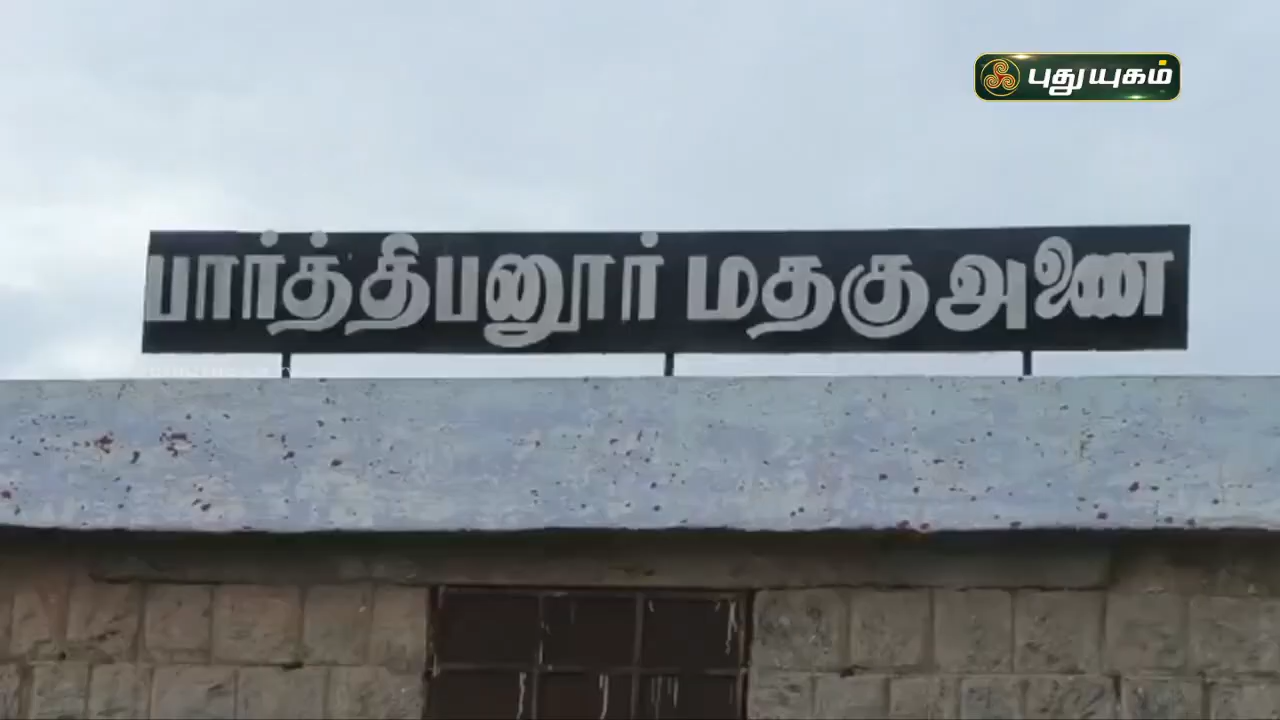 புதுயுகம்
பார்த்திபனூர் மதகுஅணை